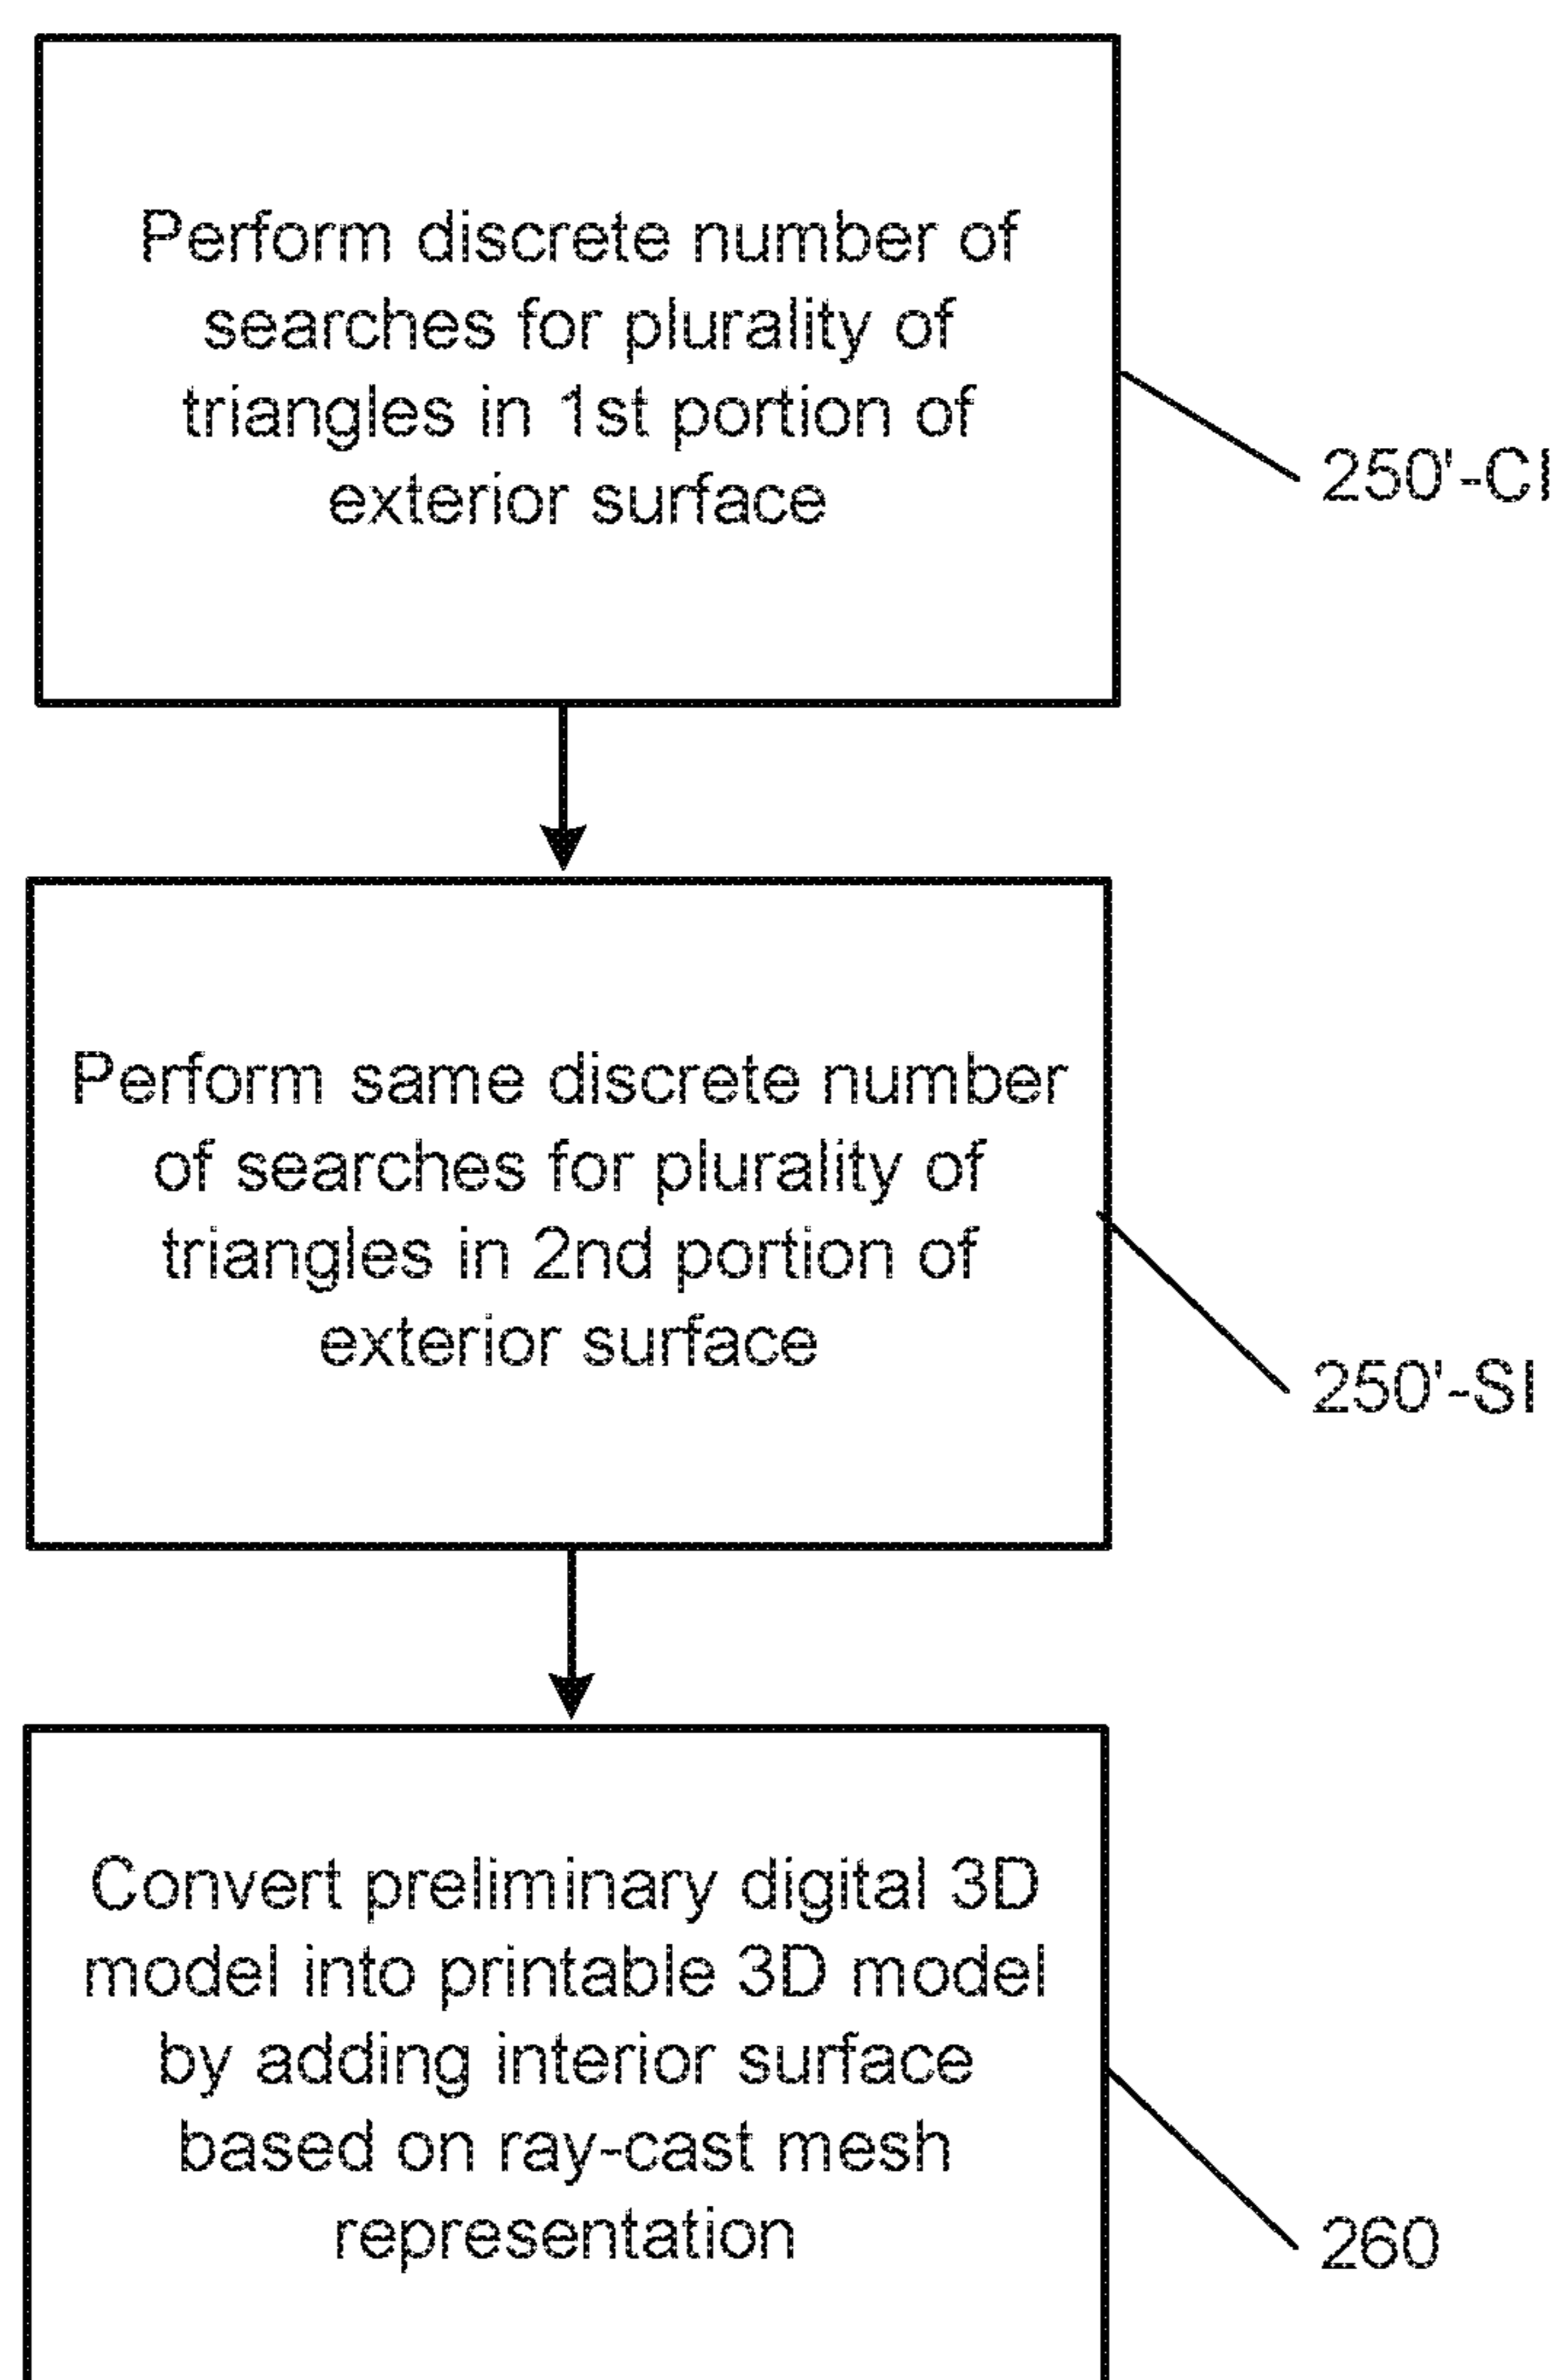 Perform discrete number of
searches for plurality of
triangles in 1st portion of
exterior surface
250'-CI
Perform same discrete number
of searches for plurality of
triangles in 2nd portion of
exterior surface
250'-SI
Convert preliminary digital 3D
model into printable 3D model
by adding interior surface
based on ray-cast mesh
representation
260